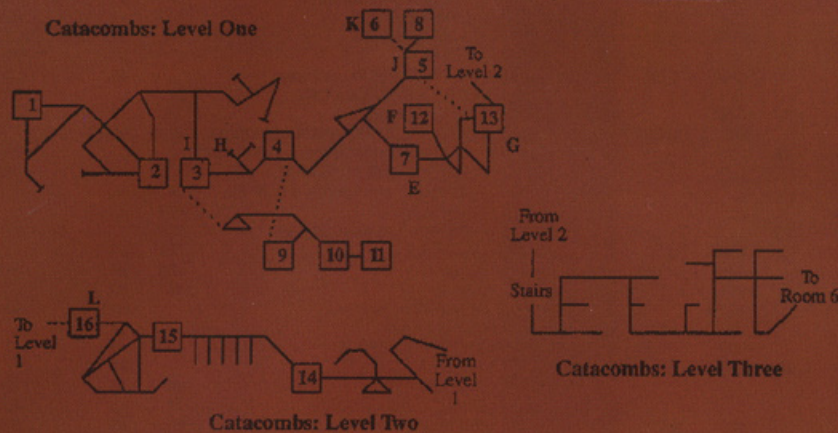 Catacombs: Level One
K 6 8
J 5
To
Level 2
1
F 12 13
G
I H 4
2 3 7
E
9 10 11
From
Level 2
Stairs
To
Room 6
Catacombs: Level Three
L
To
Level
1
16 15
14
From
Level
1
Catacombs: Level Two